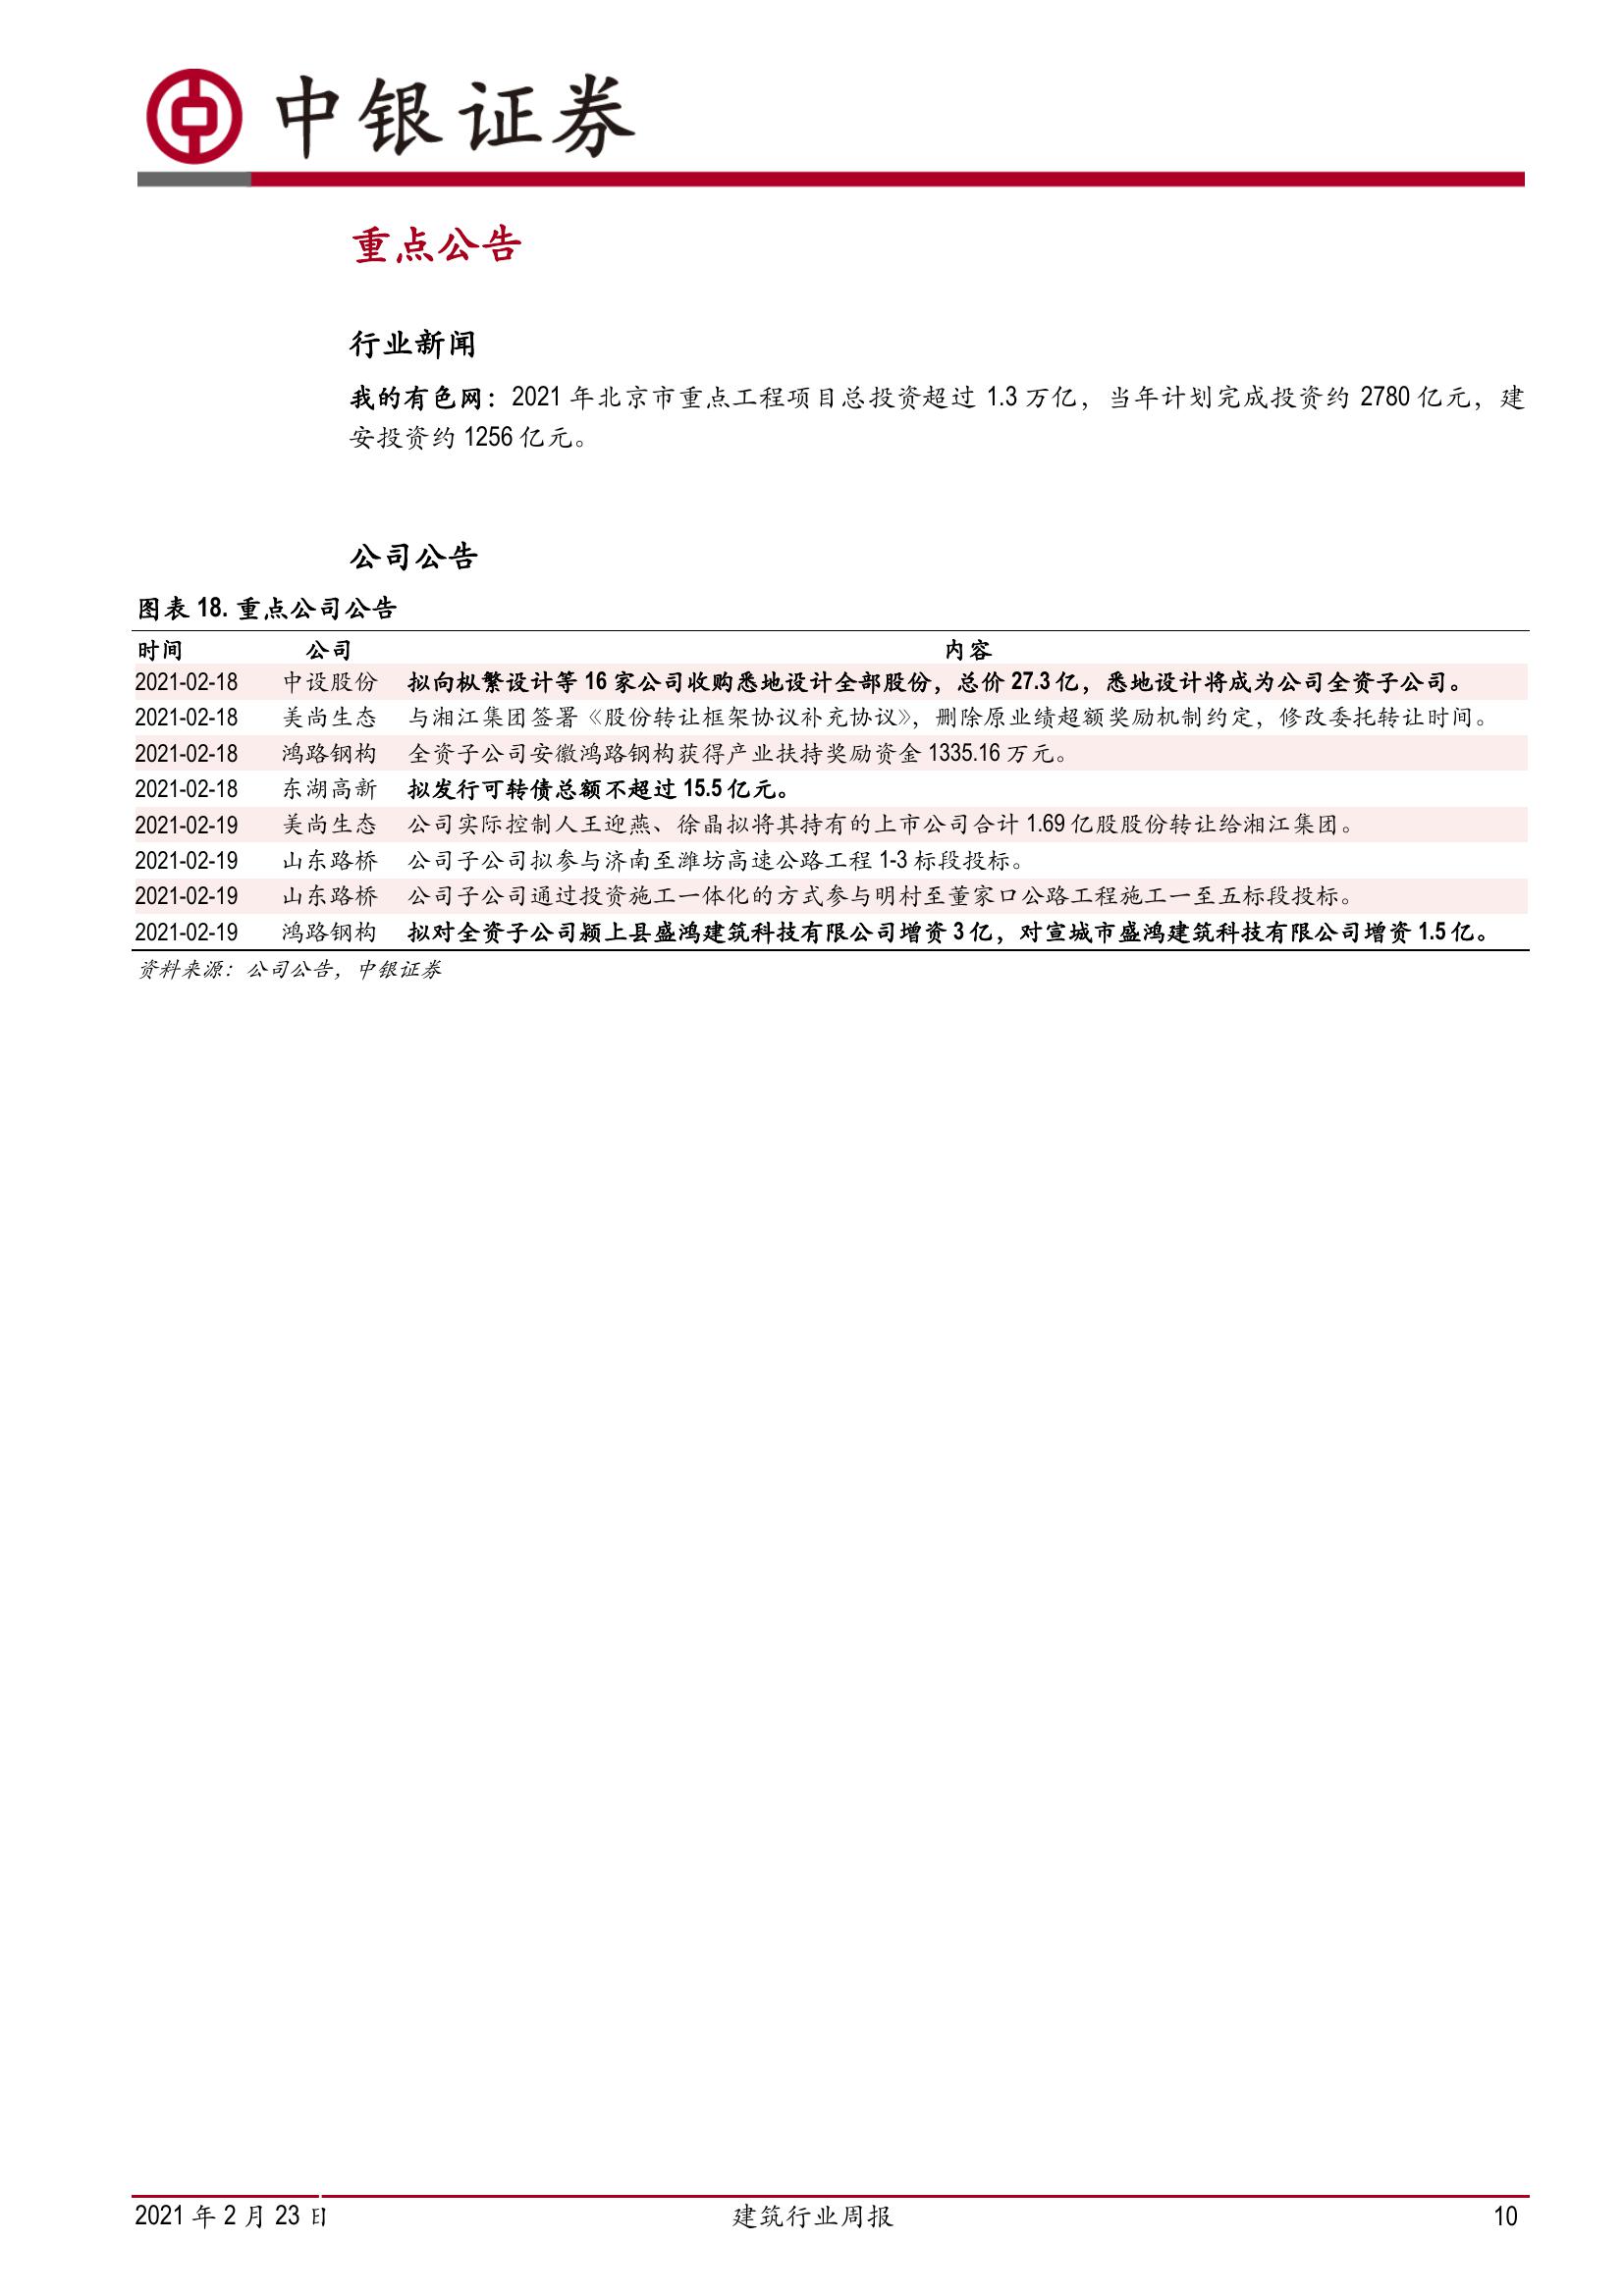 中银证券
重点公告
行业新闻
我的有色网：2021 年北京市重点工程项目总投资超过 1.3 万亿，当年计划完成投资约 2780 亿元，建
安投资约 1256 亿元。
公司公告
图表 18. 重点公司公告
时间 公司 内容
2021-02-18 中设股份 拟向枞繁设计等 16 家公司收购悉地设计全部股份，总价 27.3 亿，悉地设计将成为公司全资子公司。
2021-02-18 美尚生态 与湘江集团签署《股份转让框架协议补充协议》，删除原业绩超额奖励机制约定，修改委托转让时间。
2021-02-18 鸿路钢构 全资子公司安徽鸿路钢构获得产业扶持奖励资金 1335.16 万元。
2021-02-18 东湖高新 拟发行可转债总额不超过 15.5 亿元。
2021-02-19 美尚生态 公司实际控制人王迎燕、徐晶拟将其持有的上市公司合计 1.69 亿股股份转让给湘江集团。
2021-02-19 山东路桥 公司子公司拟参与济南至潍坊高速公路工程 1-3 标段投标。
2021-02-19 山东路桥 公司子公司通过投资施工一体化的方式参与明村至董家口公路工程施工一至五标段投标。
2021-02-19 鸿路钢构 拟对全资子公司颍上县盛鸿建筑科技有限公司增资 3 亿，对宣城市盛鸿建筑科技有限公司增资 1.5 亿。
资料来源：公司公告，中银证券
2021 年 2 月 23 日 建筑行业周报 10